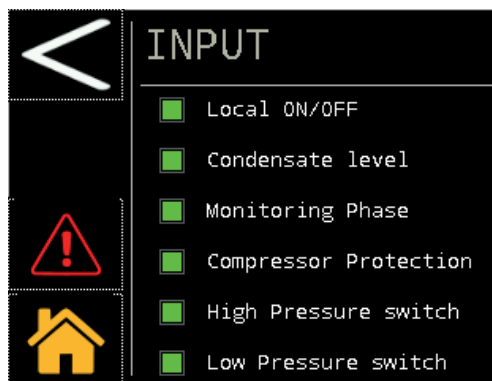 INPUT
Local ON/OFF
Condensate level
Monitoring Phase
Compressor Protection
High Pressure switch
Low Pressure switch